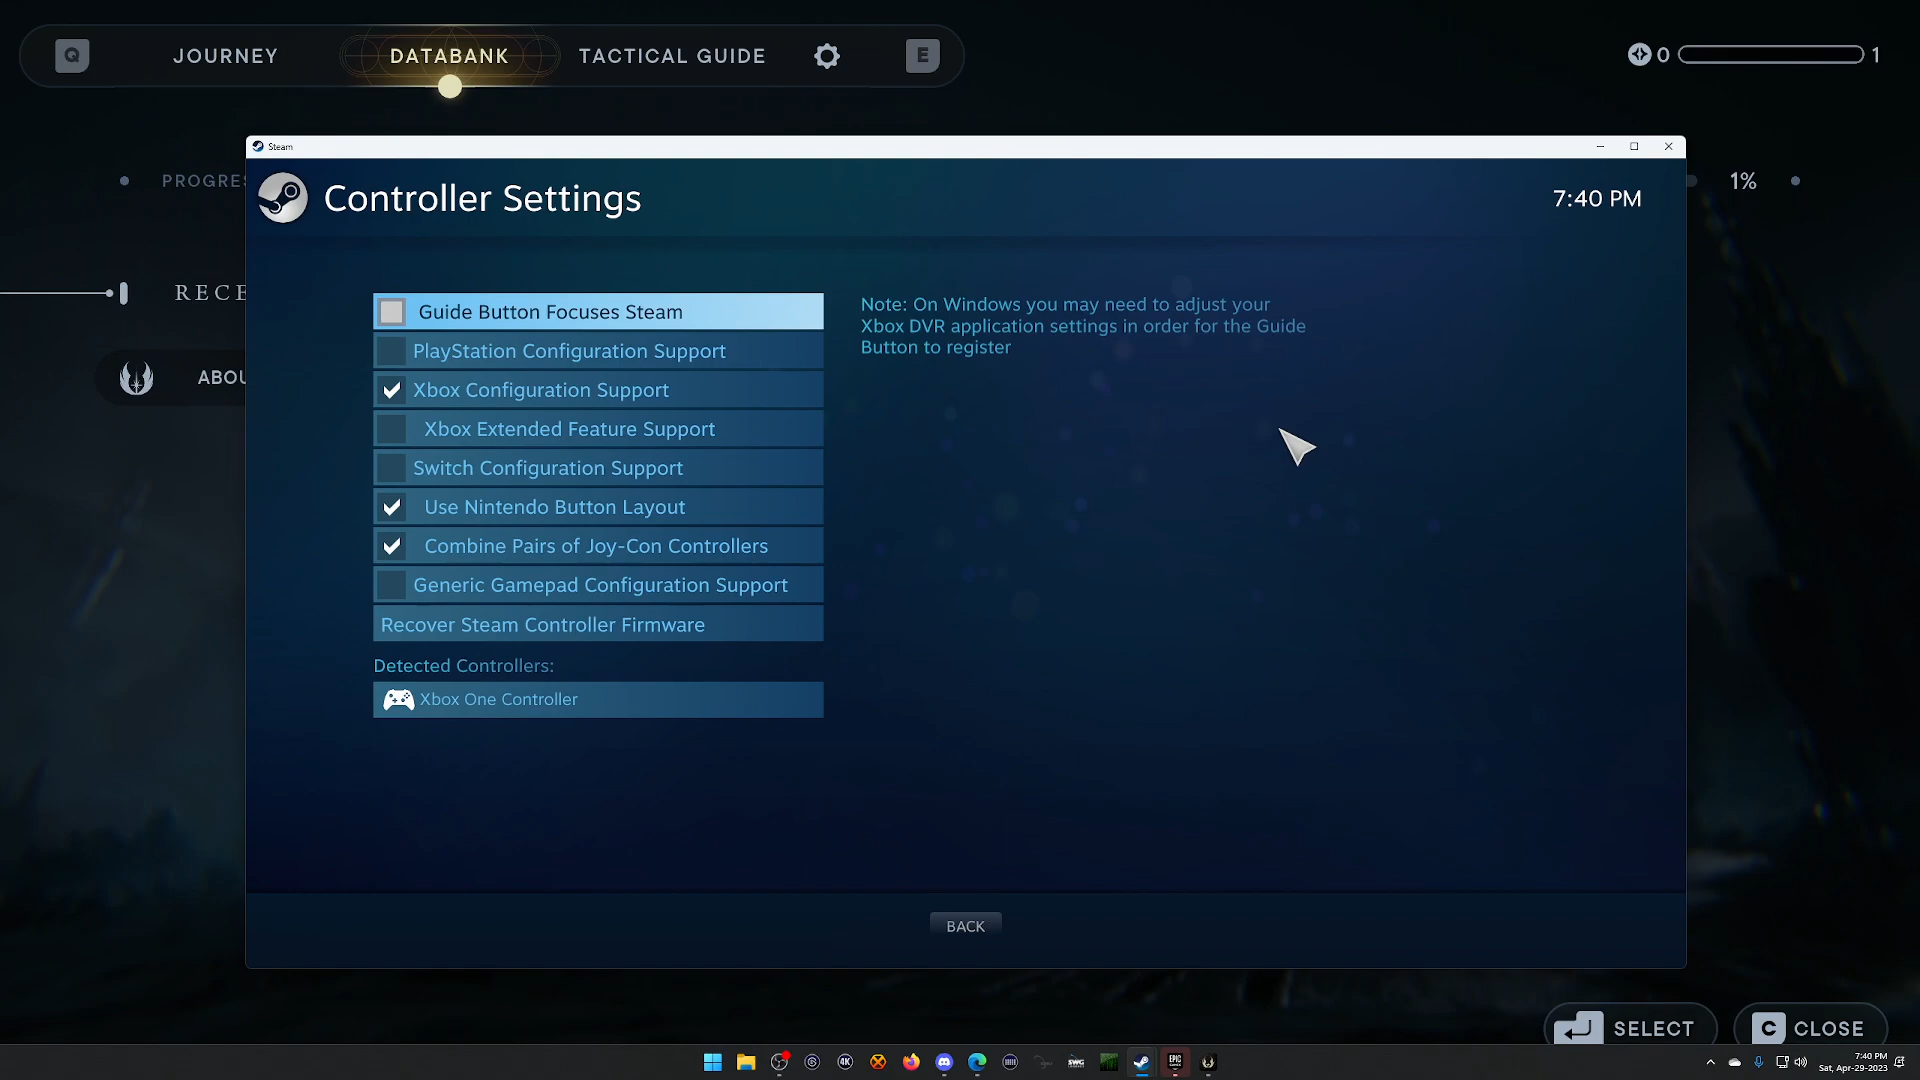 Q JOURNEY DATABANK TACTICAL GUIDE E 0 1
Steam
PROGRES 1%
Controller Settings 7:40 PM
RECE
ABOU
Guide Button Focuses Steam
PlayStation Configuration Support
Xbox Configuration Support
Xbox Extended Feature Support
Switch Configuration Support
Use Nintendo Button Layout
Combine Pairs of Joy-Con Controllers
Generic Gamepad Configuration Support
Recover Steam Controller Firmware
Detected Controllers:
Xbox One Controller
Note: On Windows you may need to adjust your
Xbox DVR application settings in order for the Guide
Button to register
BACK
SELECT C CLOSE
4K SWG EPIC
7:40 PM
Sat, Apr-29-2023